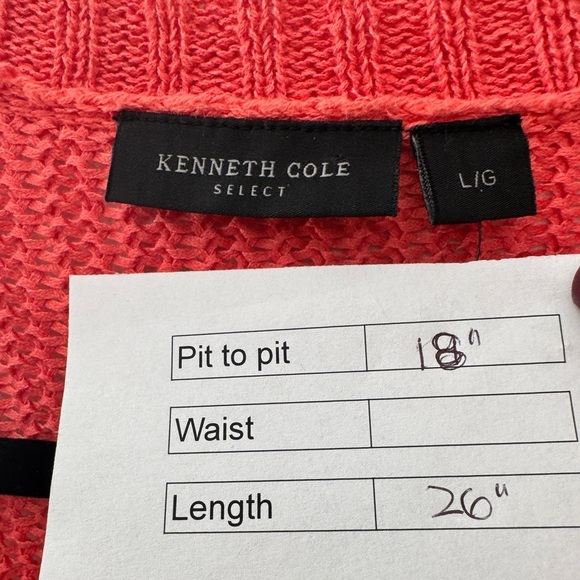 KENNETH COLE
SELECT
L/G
Pit to pit 18"
Waist
Length 26"